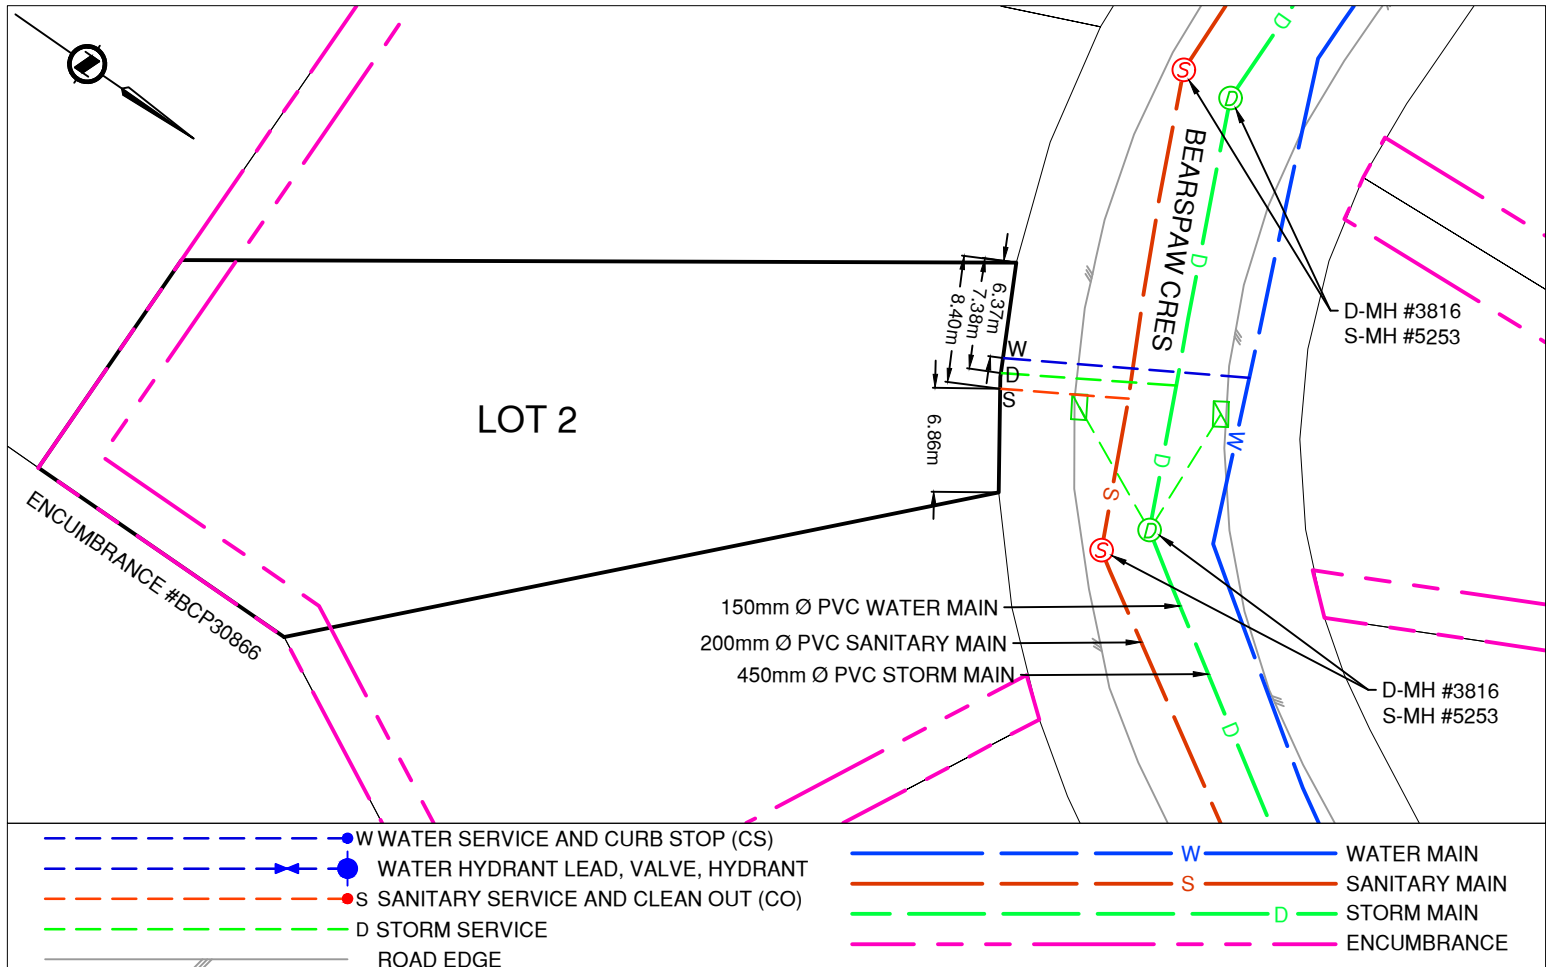 S
D
D
BEARSPAW CRES
D
D-MH #3816
S-MH #5253
6.37m
7.38m
8.40m
W
D
S
LOT 2
6.86m
W
D
S
D
S
ENCUMBRANCE #BCP30866
150mm Ø PVC WATER MAIN
200mm Ø PVC SANITARY MAIN
450mm Ø PVC STORM MAIN
D-MH #3816
S-MH #5253
D
W WATER SERVICE AND CURB STOP (CS)
WATER HYDRANT LEAD, VALVE, HYDRANT
S SANITARY SERVICE AND CLEAN OUT (CO)
D STORM SERVICE
ROAD EDGE
W WATER MAIN
S SANITARY MAIN
D STORM MAIN
ENCUMBRANCE